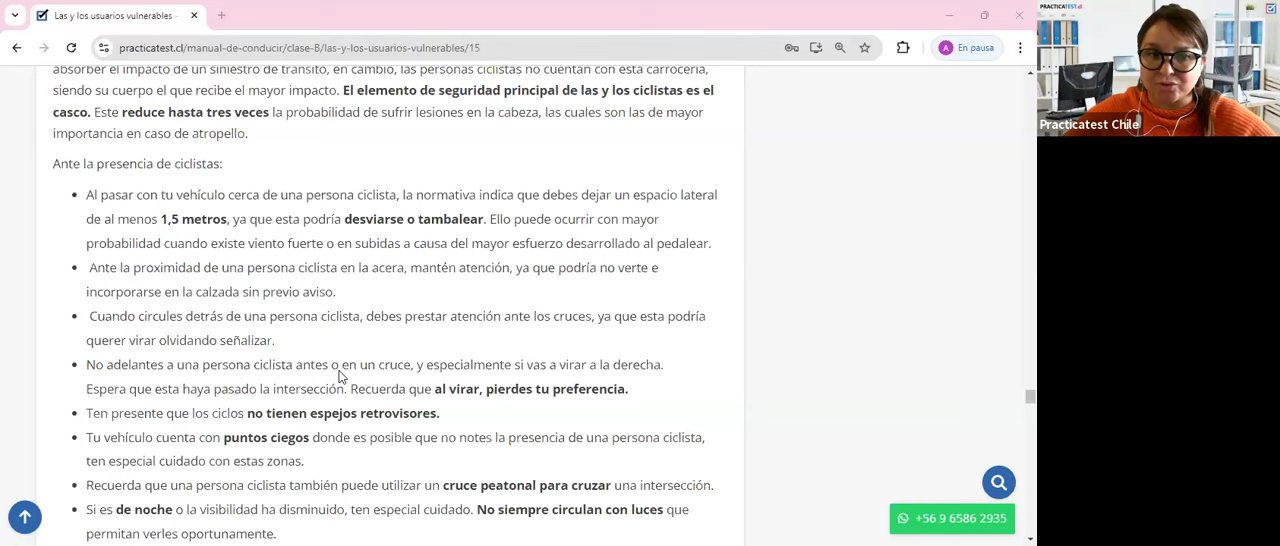 Las y los usuarios vulnerables -
practicatest.cl/manual-de-conducir/clase-B/las-y-los-usuarios-vulnerables/15
A En pausa
PRACTICATEST.cl
Practicatest Chile
absorber el impacto de un siniestro de tránsito, el cambio, las personas ciclistas no cuentan con esta carrocería,
siendo su cuerpo el que recibe el mayor impacto. El elemento de seguridad principal de las y los ciclistas es el
casco. Este reduce hasta tres veces la probabilidad de sufrir lesiones en la cabeza, las cuales son las de mayor
importancia en caso de atropello.
Ante la presencia de ciclistas:
• Al pasar con tu vehículo cerca de una persona ciclista, la normativa indica que debes dejar un espacio lateral
de al menos 1,5 metros, ya que esta podría desviarse o tambalear. Ello puede ocurrir con mayor
probabilidad cuando existe viento fuerte o en subidas a causa del mayor esfuerzo desarrollado al pedalear.
• Ante la proximidad de una persona ciclista en la acera, mantén atención, ya que podría no verte e
incorporarse en la calzada sin previo aviso.
• Cuando circules detrás de una persona ciclista, debes prestar atención ante los cruces, ya que esta podría
querer virar olvidando señalizar.
• No adelantes a una persona ciclista antes o en un cruce, y especialmente si vas a virar a la derecha.
Espera que esta haya pasado la intersección. Recuerda que al virar, pierdes tu preferencia.
• Ten presente que los ciclos no tienen espejos retrovisores.
• Tu vehículo cuenta con puntos ciegos donde es posible que no notes la presencia de una persona ciclista,
ten especial cuidado con estas zonas.
• Recuerda que una persona ciclista también puede utilizar un cruce peatonal para cruzar una intersección.
• Si es de noche o la visibilidad ha disminuido, ten especial cuidado. No siempre circulan con luces que
permitan verles oportunamente.
+56 9 6586 2935